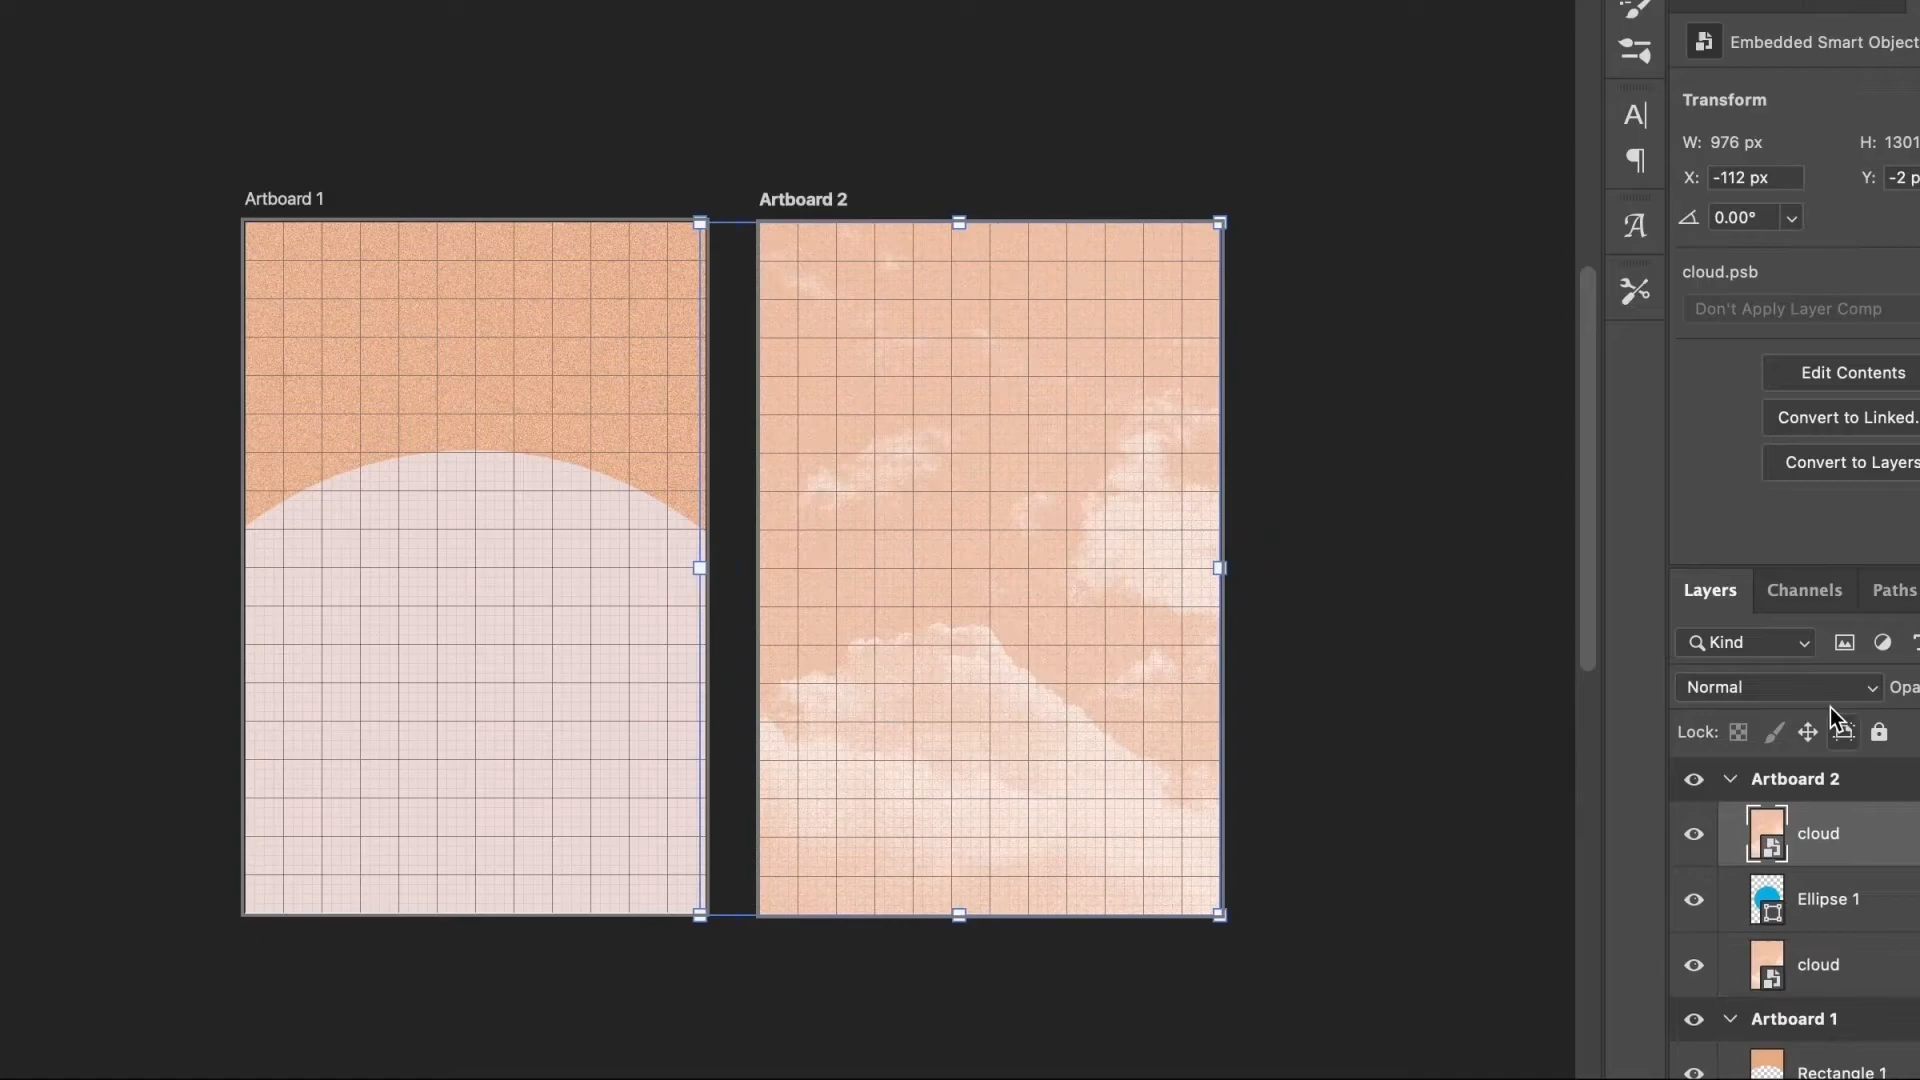 Embedded Smart Object
Transform
W: 976 px H: 1301
X: -112 px Y: -2 p
0.00°
cloud.psb
Don't Apply Layer Comp
Edit Contents
Convert to Linked.
Convert to Layers
Artboard 1
Artboard 2
Layers Channels Paths
Kind
Normal Opa
Lock:
Artboard 2
cloud
Ellipse 1
cloud
Artboard 1
Rectangle 1